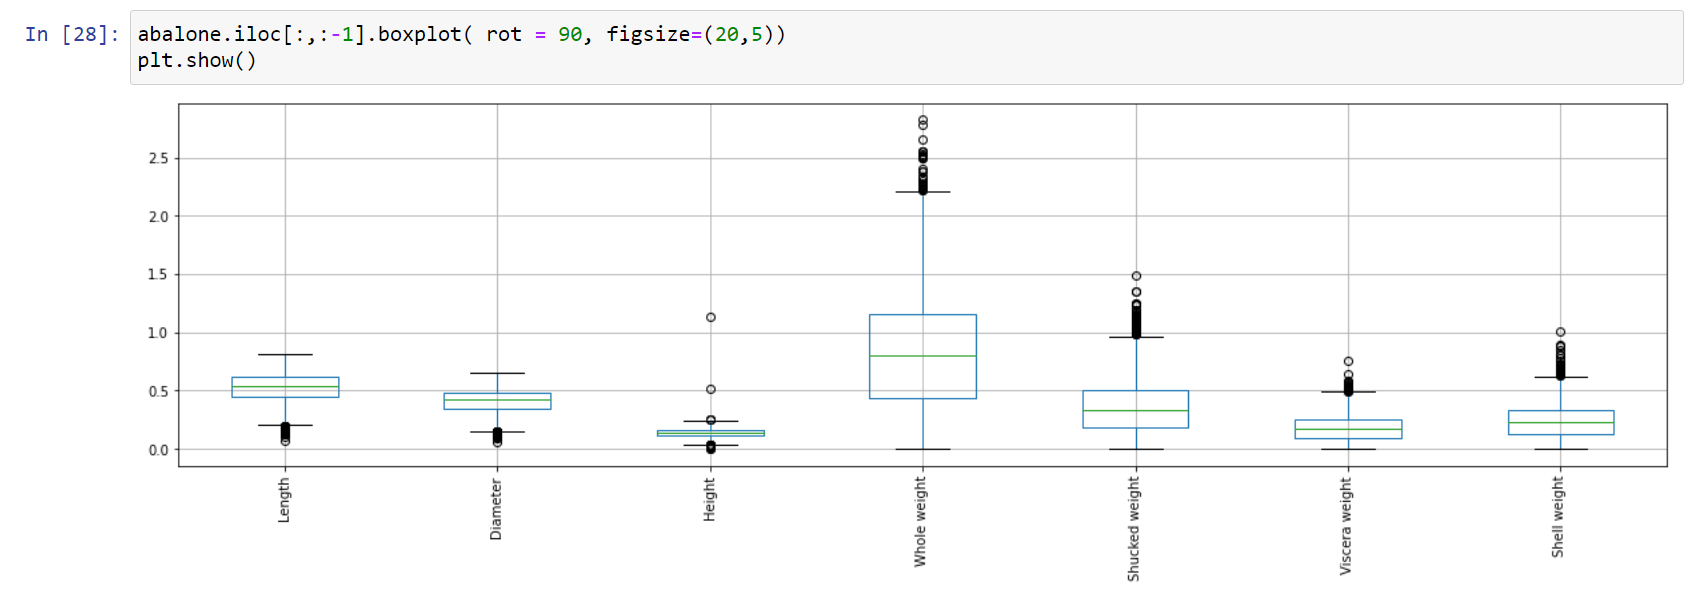 In [28]: abalone.iloc[:,:-1].boxplot( rot = 90, figsize=(20,5))
plt.show()
2.5
2.0
1.5
1.0
0.5
0.0
Length
Diameter
Height
Whole weight
Shucked weight
Viscera weight
Shell weight